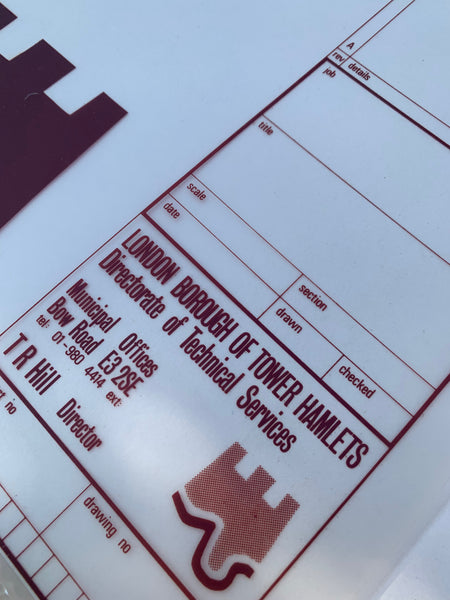 A
rev details
job
title
scale
date
section
drawn
checked
LONDON BOROUGH OF TOWER HAMLETS
Directorate of Technical Services
Municipal Offices
Bow Road E3 2SE
tel: 01-980 4414 ext:
T R Hill Director
no
drawing no